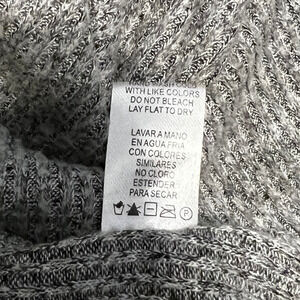 WITH LIKE COLORS
DO NOT BLEACH
LAY FLAT TO DRY
LAVAR A MANO
EN AGUA FRIA
CON COLORES
SIMILARES
NO CLORO
ESTENDER
PARA SECAR
P